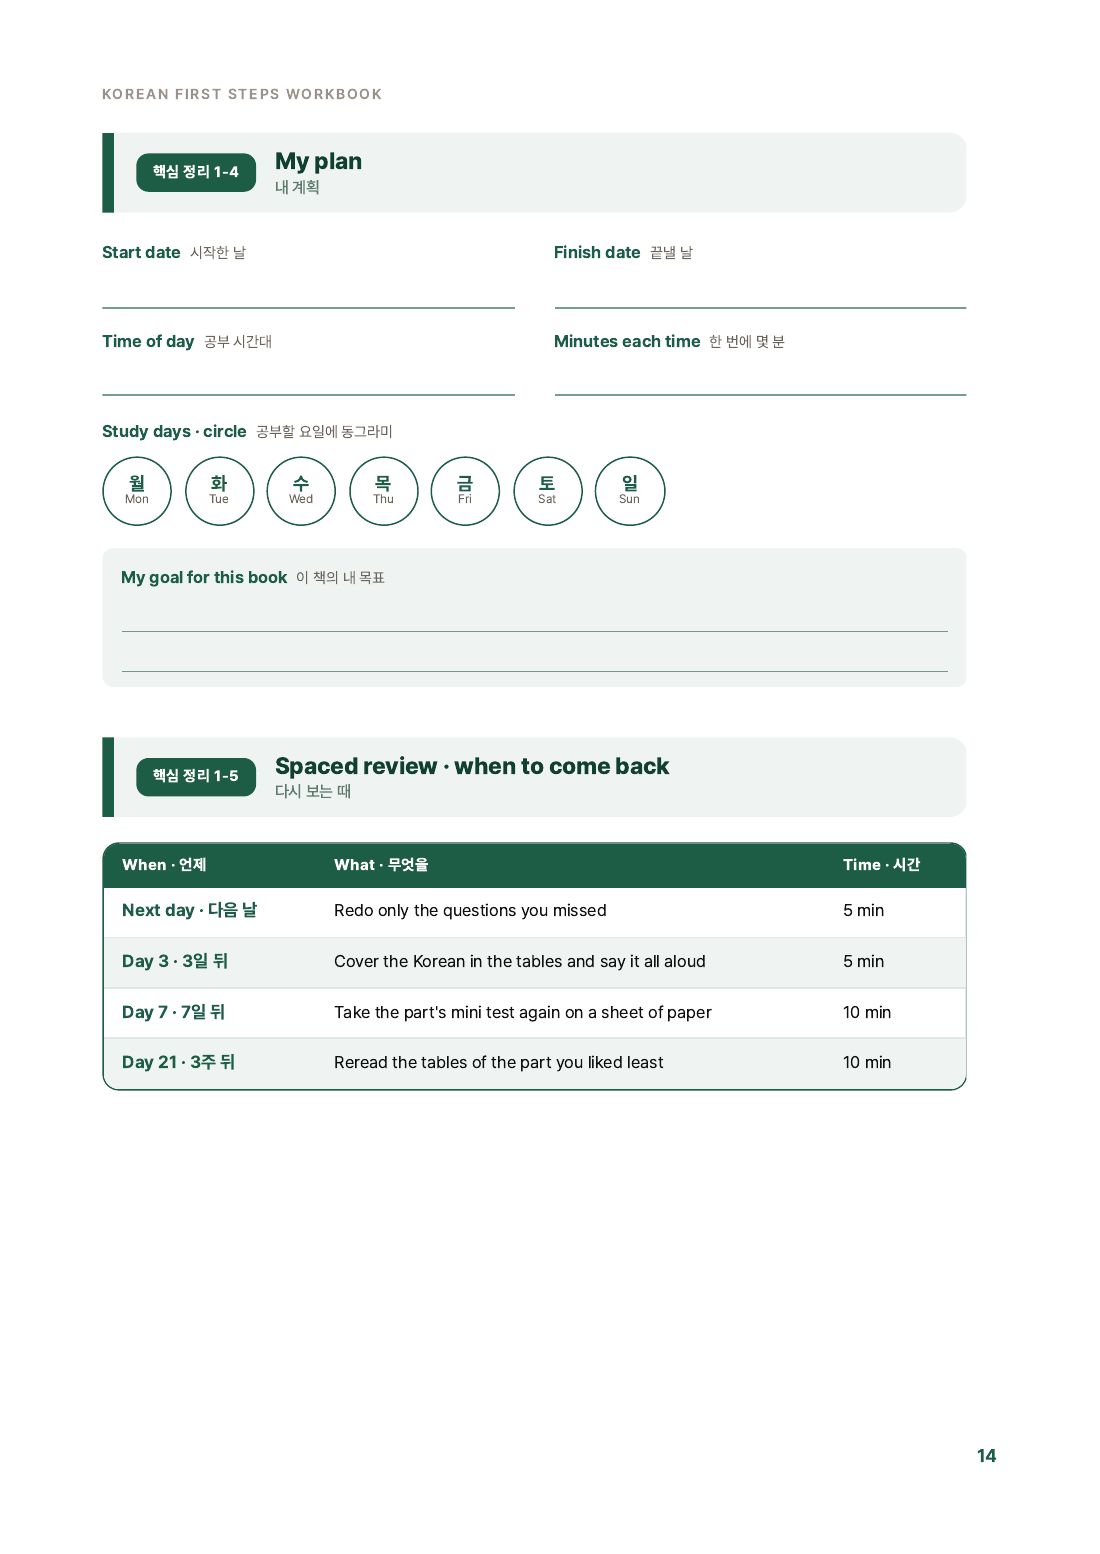 KOREAN FIRST STEPS WORKBOOK
핵심 정리 1-4
My plan
내 계획
Start date 시작한 날
Finish date 끝낼 날
Time of day 공부 시간대
Minutes each time 한 번에 몇 분
Study days · circle 공부할 요일에 동그라미
월 화 수 목 금 토 일
Mon Tue Wed Thu Fri Sat Sun
My goal for this book 이 책의 내 목표
핵심 정리 1-5
Spaced review · when to come back
다시 보는 때
When · 언제 What · 무엇을 Time · 시간
Next day · 다음 날 Redo only the questions you missed 5 min
Day 3 · 3일 뒤 Cover the Korean in the tables and say it all aloud 5 min
Day 7 · 7일 뒤 Take the part's mini test again on a sheet of paper 10 min
Day 21 · 3주 뒤 Reread the tables of the part you liked least 10 min
14